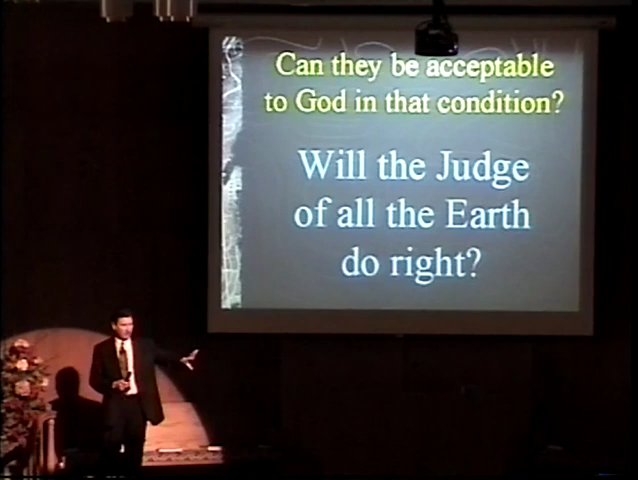 Can they be acceptable
to God in that condition?
Will the Judge
of all the Earth
do right?